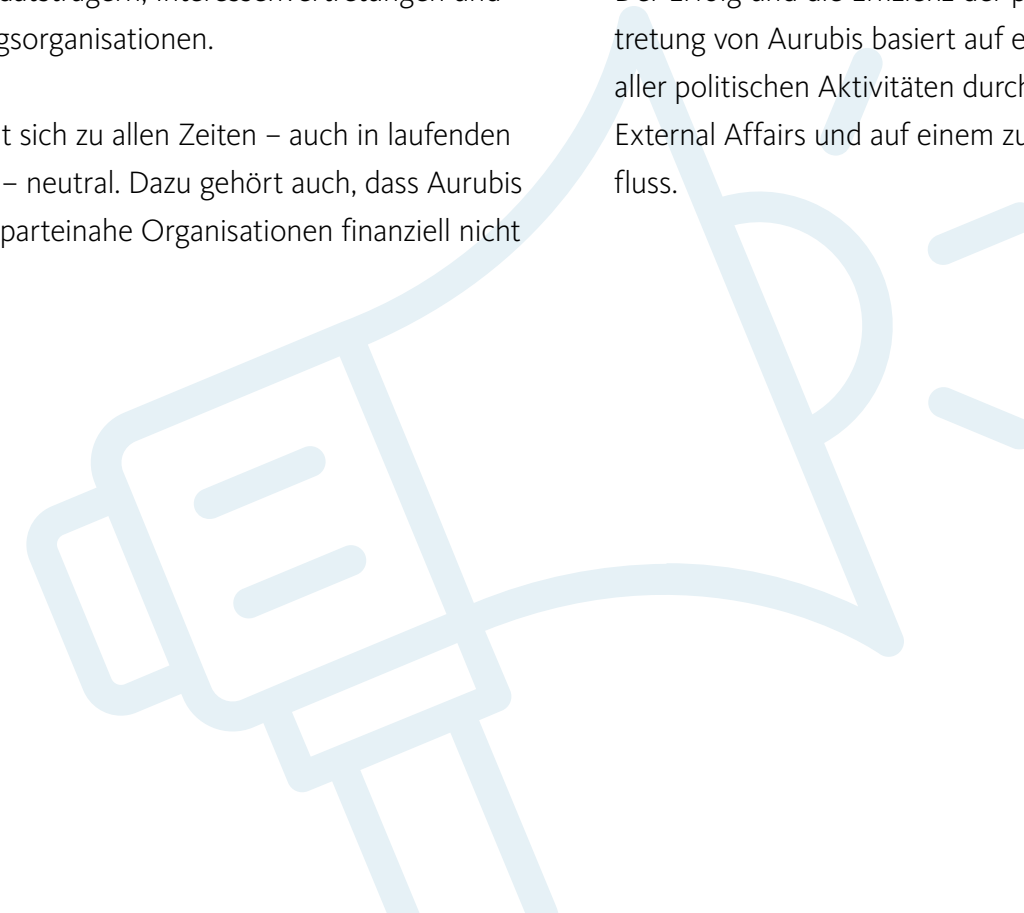 gsorganisationen.
t sich zu allen Zeiten – auch in laufenden
– neutral. Dazu gehört auch, dass Aurubis
parteinahe Organisationen finanziell nicht
tretung von Aurubis basiert auf e
aller politischen Aktivitäten durch
External Affairs und auf einem zu
fluss.